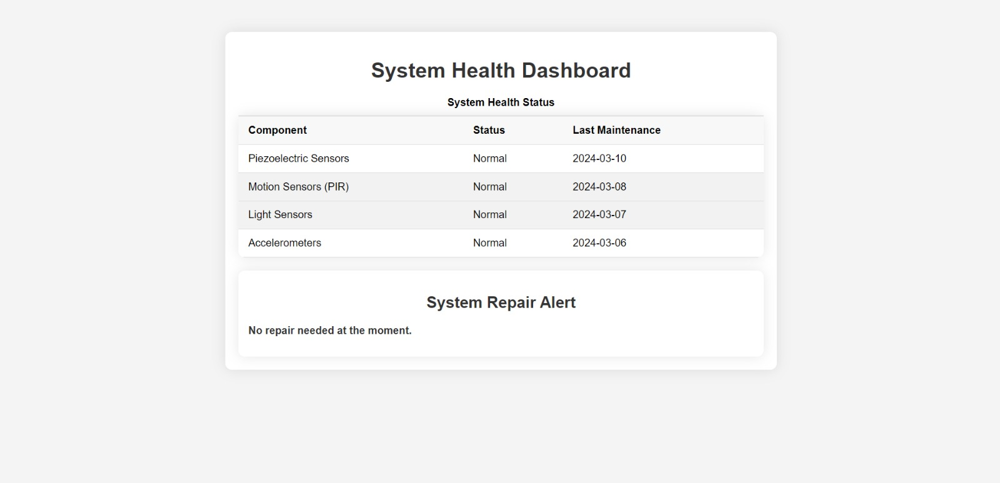 System Health Dashboard
System Health Status
Component Status Last Maintenance
Piezoelectric Sensors Normal 2024-03-10
Motion Sensors (PIR) Normal 2024-03-08
Light Sensors Normal 2024-03-07
Accelerometers Normal 2024-03-06
System Repair Alert
No repair needed at the moment.